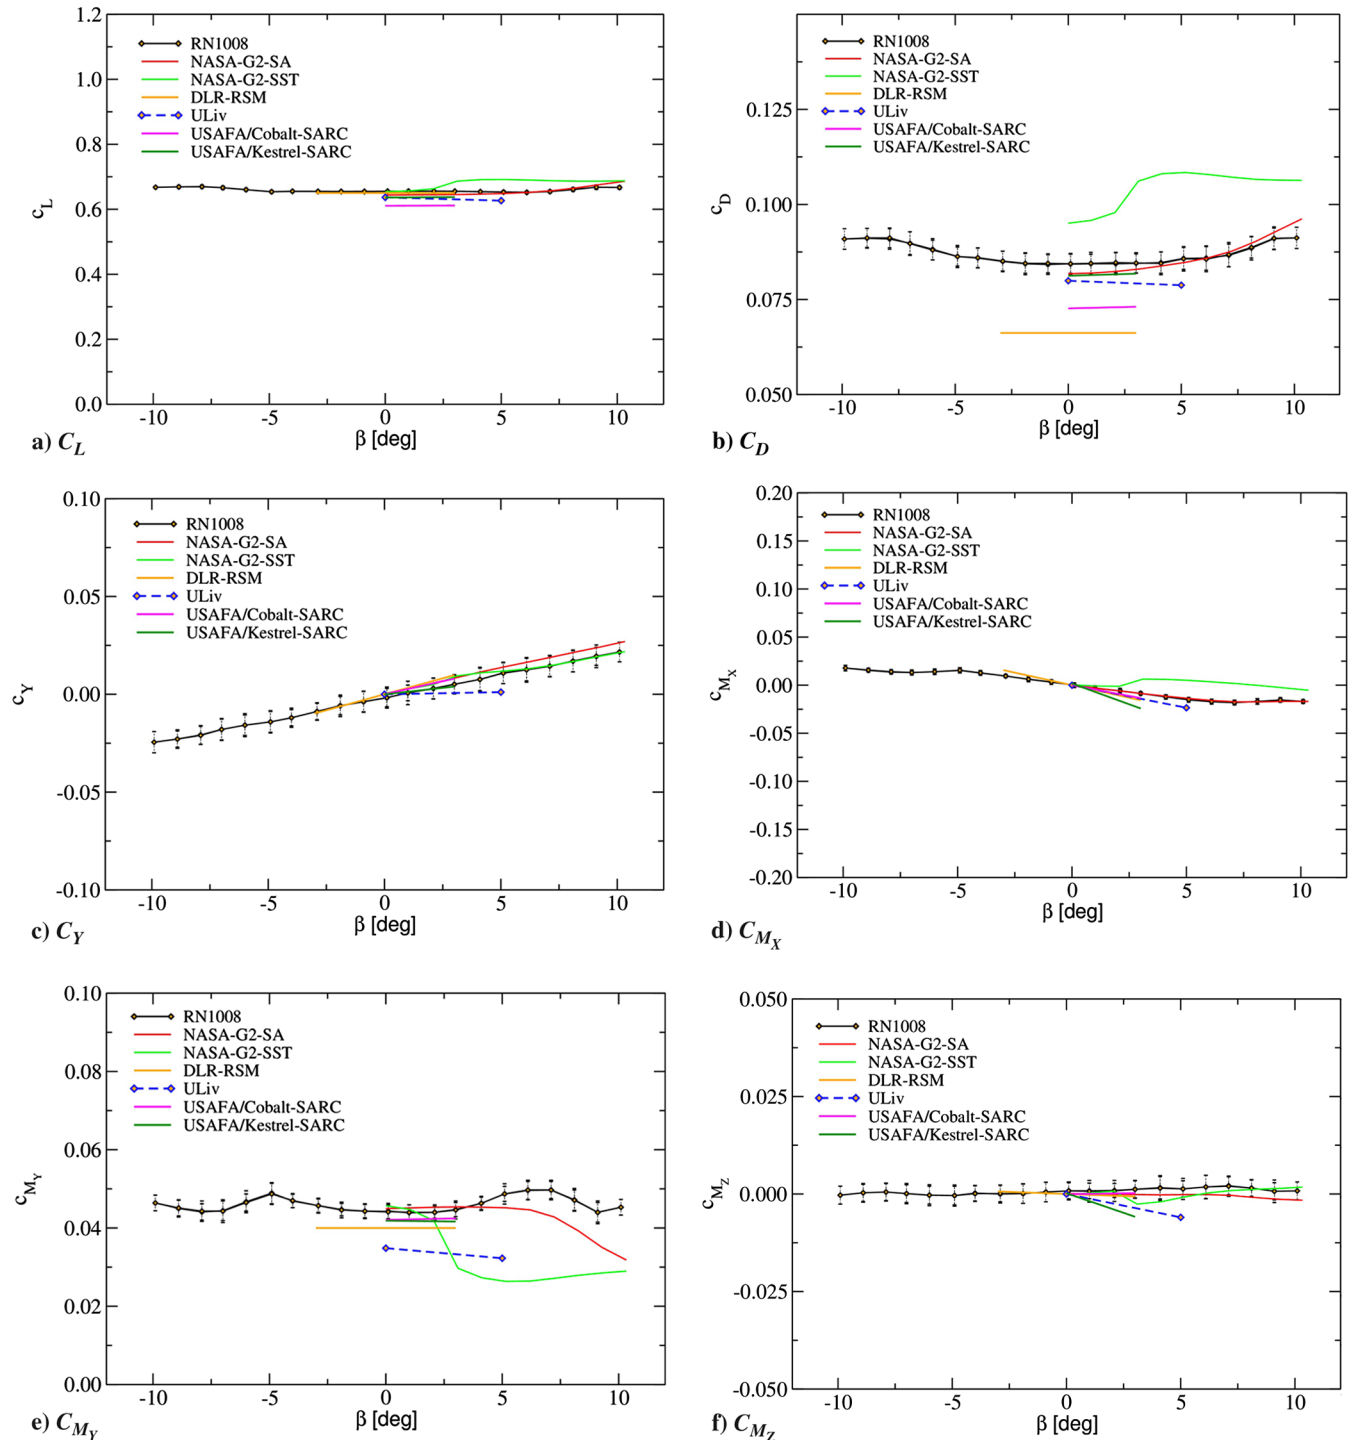 1.2
1.0
0.8
0.6
0.4
0.2
0.0
-10
-5
0
5
10
c_L
β [deg]
RN1008
NASA-G2-SA
NASA-G2-SST
DLR-RSM
ULiv
USAFA/Cobalt-SARC
USAFA/Kestrel-SARC
a) C_L
0.125
0.100
0.075
0.050
-10
-5
0
5
10
c_D
β [deg]
RN1008
NASA-G2-SA
NASA-G2-SST
DLR-RSM
ULiv
USAFA/Cobalt-SARC
USAFA/Kestrel-SARC
b) C_D
0.10
0.05
0.00
-0.05
-0.10
-10
-5
0
5
10
c_Y
β [deg]
RN1008
NASA-G2-SA
NASA-G2-SST
DLR-RSM
ULiv
USAFA/Cobalt-SARC
USAFA/Kestrel-SARC
c) C_Y
0.20
0.15
0.10
0.05
0.00
-0.05
-0.10
-0.15
-0.20
-10
-5
0
5
10
c_M_X
β [deg]
RN1008
NASA-G2-SA
NASA-G2-SST
DLR-RSM
ULiv
USAFA/Cobalt-SARC
USAFA/Kestrel-SARC
d) C_M_X
0.10
0.08
0.06
0.04
0.02
0.00
-10
-5
0
5
10
c_M_Y
β [deg]
RN1008
NASA-G2-SA
NASA-G2-SST
DLR-RSM
ULiv
USAFA/Cobalt-SARC
USAFA/Kestrel-SARC
e) C_M_Y
0.050
0.025
0.000
-0.025
-0.050
-10
-5
0
5
10
c_M_Z
β [deg]
RN1008
NASA-G2-SA
NASA-G2-SST
DLR-RSM
ULiv
USAFA/Cobalt-SARC
USAFA/Kestrel-SARC
f) C_M_Z